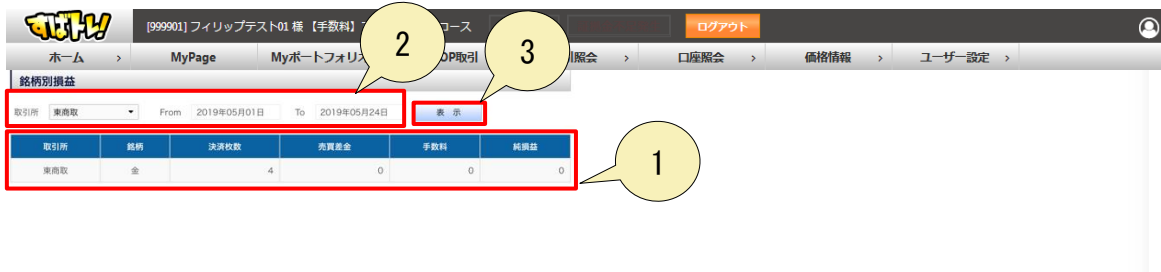 すばトレ!
[999901] フィリップテスト01 様 【手数料】 コース ログアウト
ホーム > MyPage Myポートフォリ OP取引 照会 > 口座照会 > 価格情報 > ユーザー設定 >
2
3
銘柄別損益
取引所 東商取 From 2019年05月01日 To 2019年05月24日 表 示
取引所 銘柄 決済枚数 売買差金 手数料 純損益
東商取 金 4 0 0 0
1